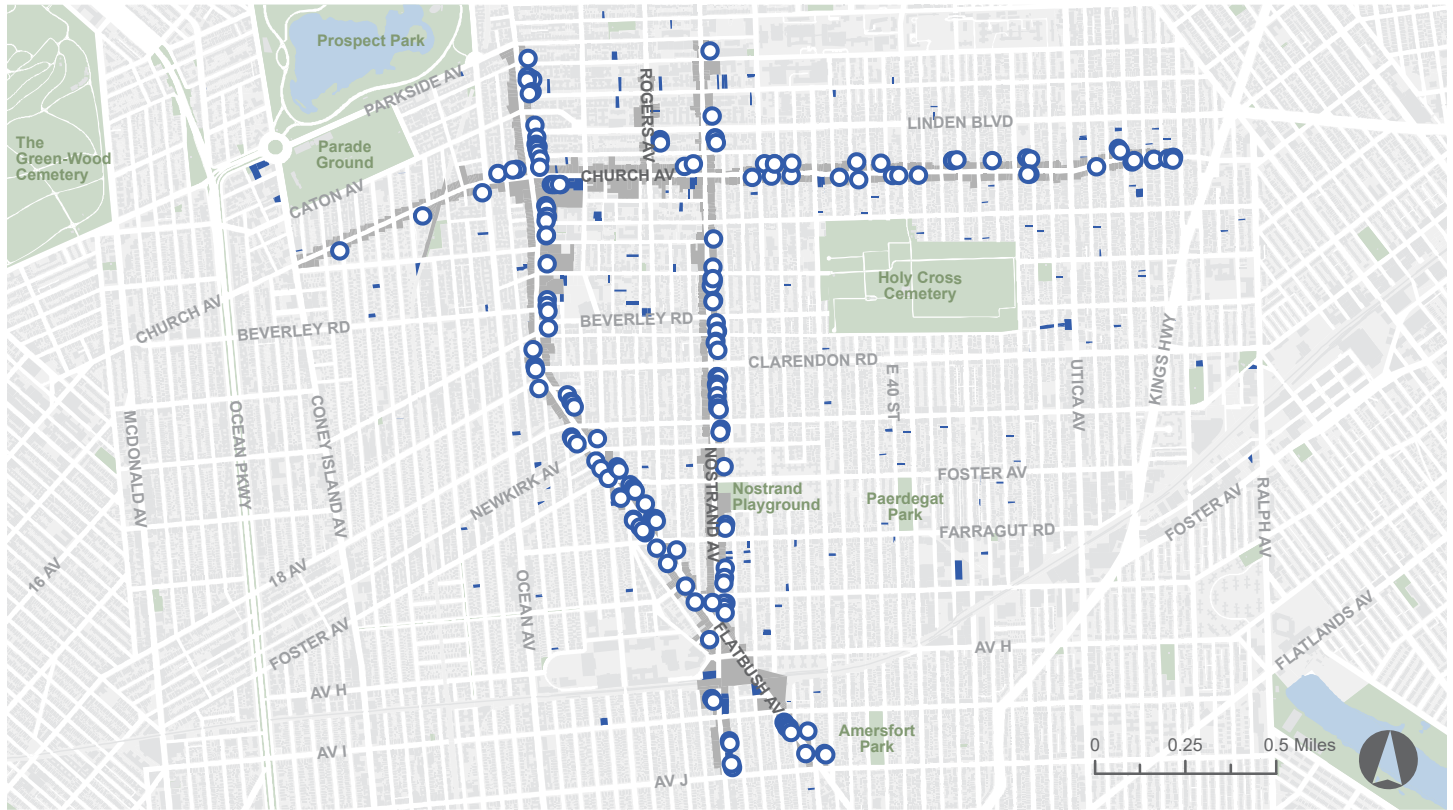 Prospect Park
PARKSIDE AV
ROGERS AV
LINDEN BLVD
The
Green-Wood
Cemetery
Parade
Ground
CHURCH AV
CATON AV
Holy Cross
Cemetery
CHURCH AV
BEVERLEY RD
BEVERLEY RD
CLARENDON RD
KINGS HWY
E 40 ST
UTICA AV
MCDONALD AV
OCEAN PKWY
CONEY ISLAND AV
NEWKIRK AV
NOSTRAND AV
Nostrand
Playground
FOSTER AV
Paerdegat
Park
FARRAGUT RD
FOSTER AV
RALPH AV
16 AV
18 AV
OCEAN AV
FOSTER AV
FLATBUSH AV
FLATLANDS AV
AV H
AV H
AV I
Amersfort
Park
AV J
0 0.25 0.5 Miles